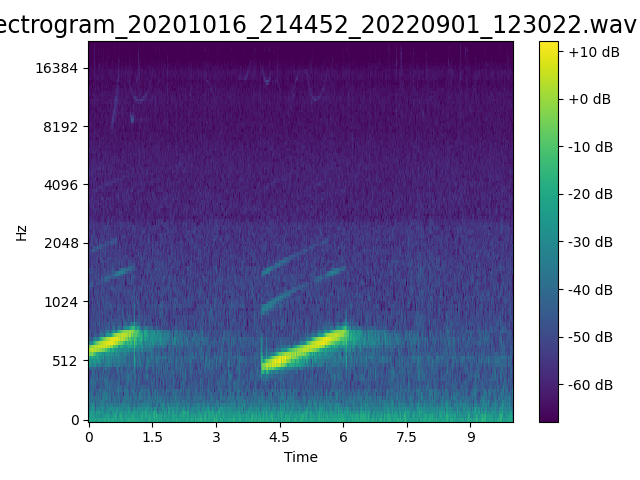 ectrogram_20201016_214452_20220901_123022.wav
16384
8192
4096
2048
1024
512
0
Hz
0 1.5 3 4.5 6 7.5 9
Time
+10 dB
+0 dB
-10 dB
-20 dB
-30 dB
-40 dB
-50 dB
-60 dB